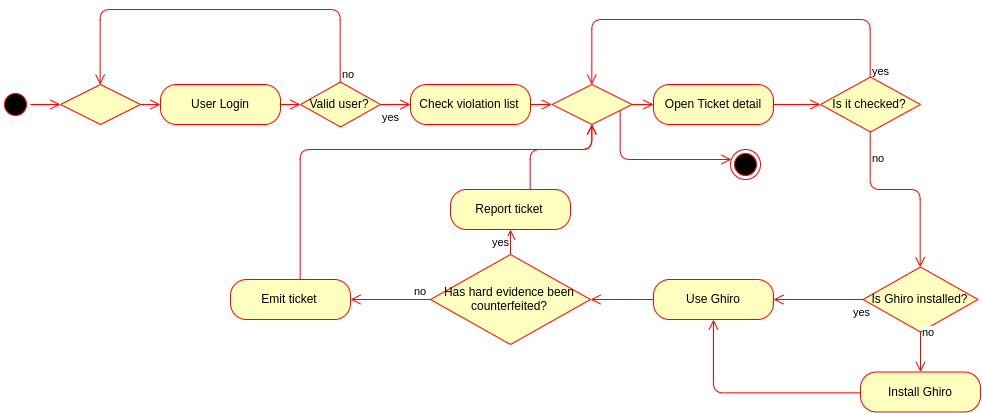 no
yes
User Login
Valid user?
Check violation list
Open Ticket detail
Is it checked?
yes
no
Report ticket
yes
Emit ticket
no
Has hard evidence been
counterfeited?
Use Ghiro
Is Ghiro installed?
yes
no
Install Ghiro